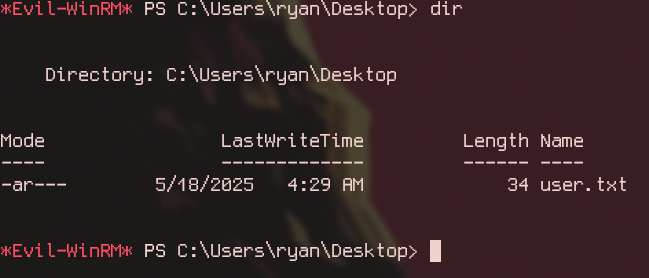 *Evil-WinRM* PS C:\Users\ryan\Desktop> dir
Directory: C:\Users\ryan\Desktop
Mode LastWriteTime Length Name
---- ------------- ------ ----
-ar--- 5/18/2025 4:29 AM 34 user.txt
*Evil-WinRM* PS C:\Users\ryan\Desktop>